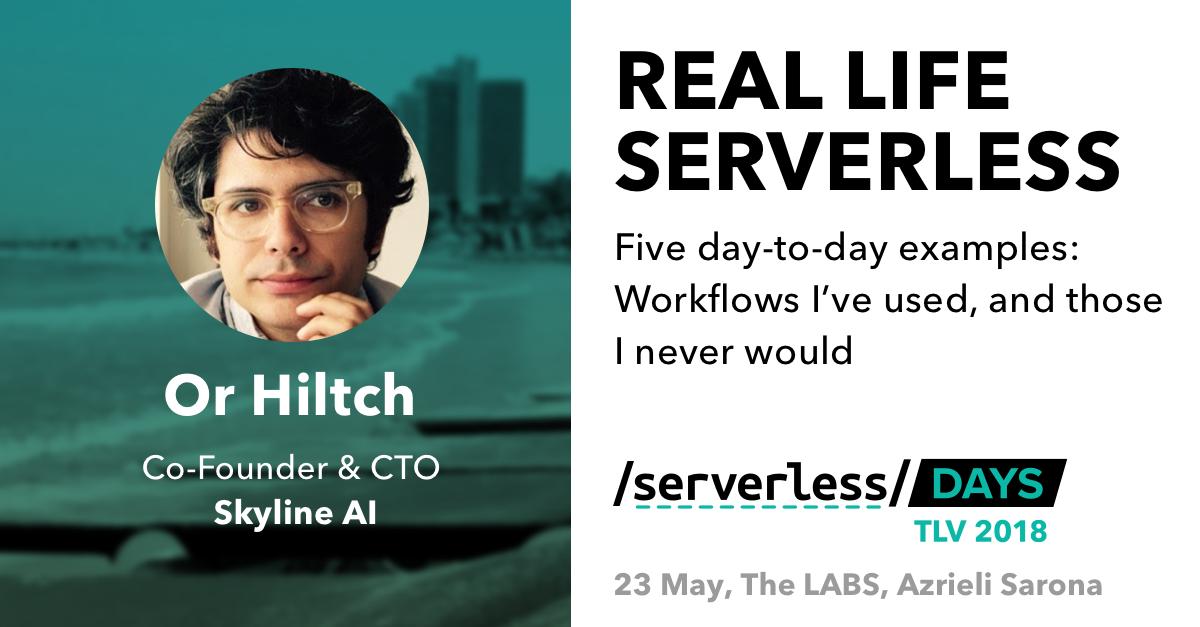 Or Hiltch
Co-Founder & CTO
Skyline AI
REAL LIFE
SERVERLESS
Five day-to-day examples:
Workflows I’ve used, and those
I never would
/serverless/ DAYS
TLV 2018
23 May, The LABS, Azrieli Sarona